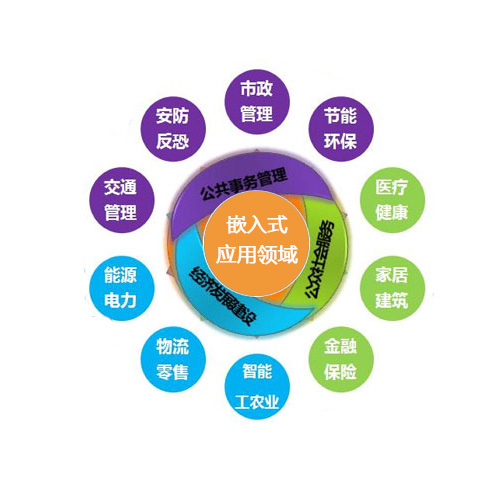 市政
管理
安防
反恐
节能
环保
交通
管理
公共事务管理
医疗
健康
嵌入式
应用领域
公众社会服务
经济发展建设
能源
电力
家居
建筑
物流
零售
金融
保险
智能
工农业